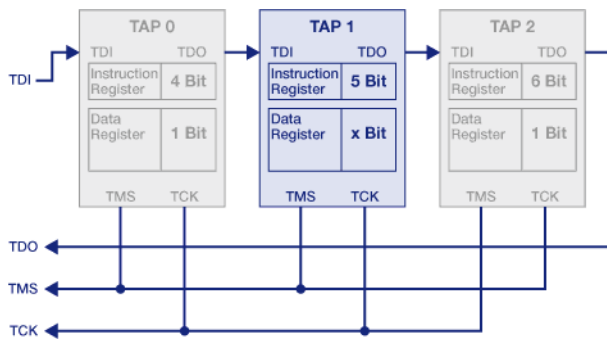 TAP 0
TDI TDO
Instruction Register 4 Bit
Data Register 1 Bit
TMS TCK
TAP 1
TDI TDO
Instruction Register 5 Bit
Data Register x Bit
TMS TCK
TAP 2
TDI TDO
Instruction Register 6 Bit
Data Register 1 Bit
TMS TCK
TDI
TDO
TMS
TCK